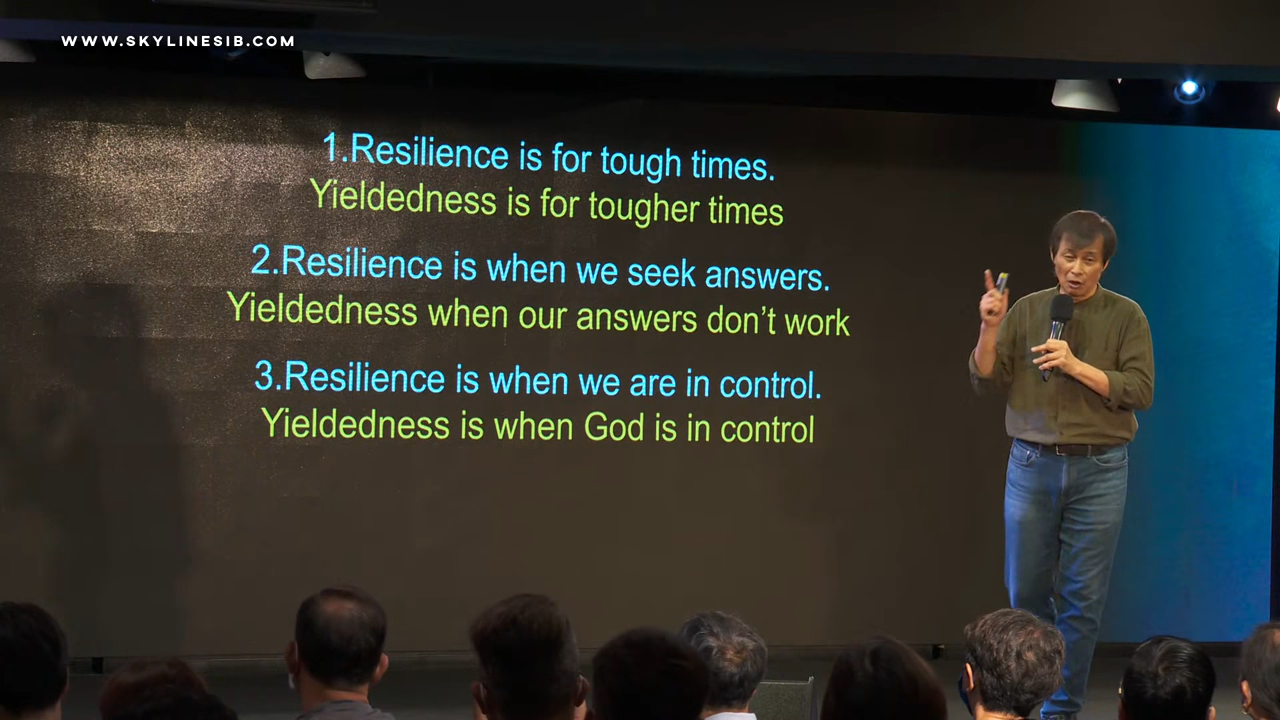 WWW.SKYLINESIB.COM
1.Resilience is for tough times.
Yieldedness is for tougher times
2.Resilience is when we seek answers.
Yieldedness when our answers don’t work
3.Resilience is when we are in control.
Yieldedness is when God is in control